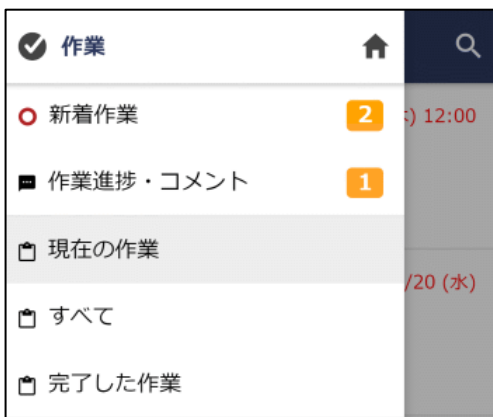 作業
新着作業 2
) 12:00
作業進捗・コメント 1
現在の作業
/20 (水)
すべて
完了した作業